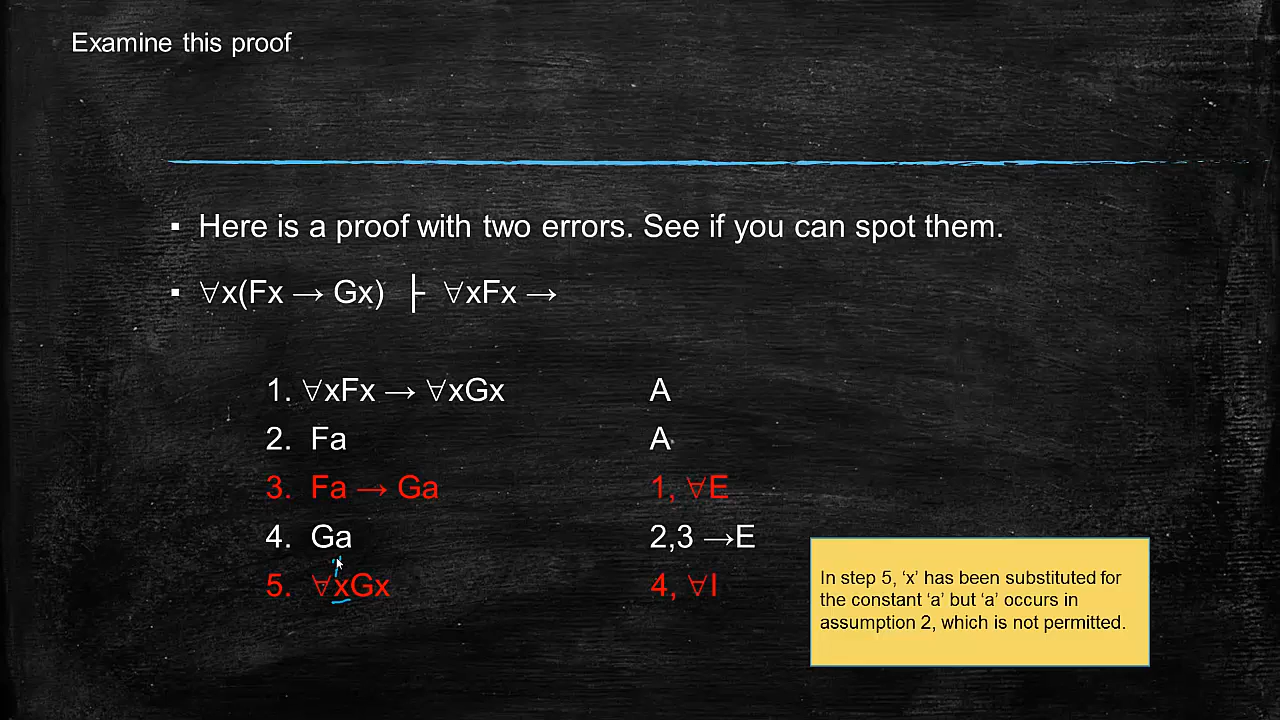 Examine this proof
▪ Here is a proof with two errors. See if you can spot them.
▪ ∀x(Fx → Gx) ├ ∀xFx →
1. ∀xFx → ∀xGx A
2. Fa A
3. Fa → Ga 1, ∀E
4. Ga 2,3 →E
5. ∀xGx 4, ∀I
In step 5, ‘x’ has been substituted for
the constant ‘a’ but ‘a’ occurs in
assumption 2, which is not permitted.